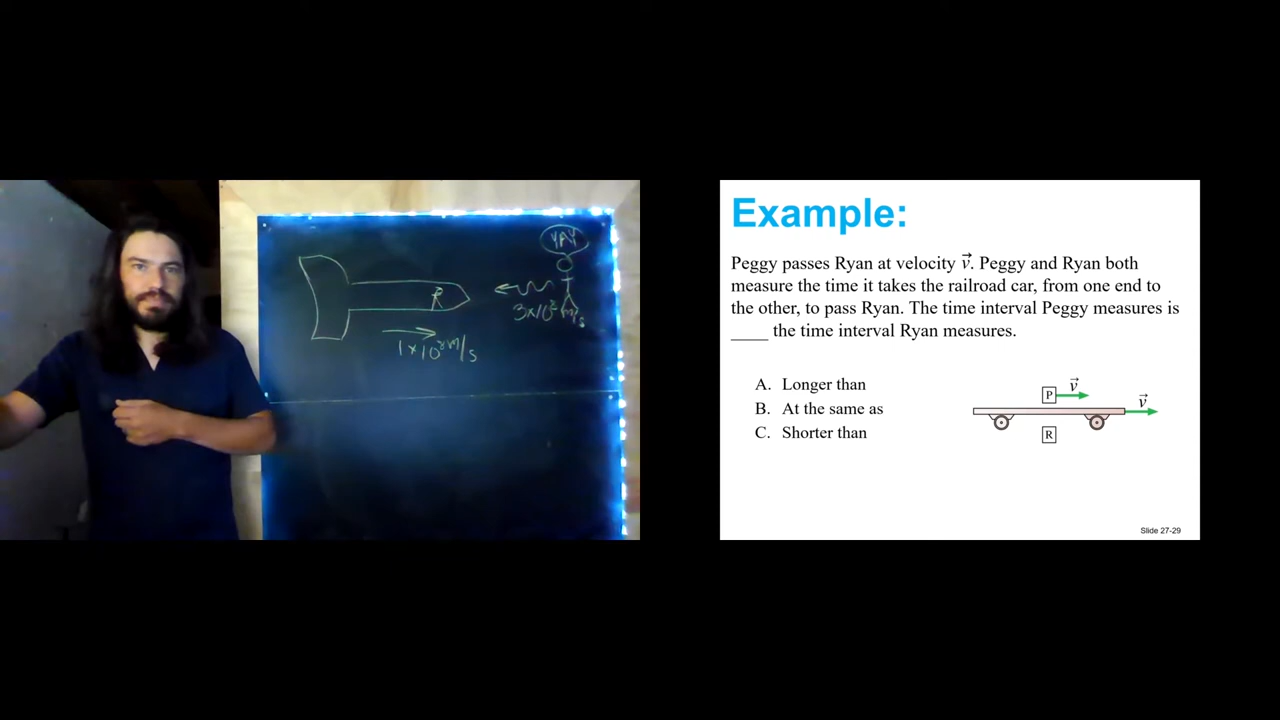 YAY
R
3×10⁸ m/s
1×10⁸ m/s
Example:
Peggy passes Ryan at velocity v⃗. Peggy and Ryan both
measure the time it takes the railroad car, from one end to
the other, to pass Ryan. The time interval Peggy measures is
____ the time interval Ryan measures.
A. Longer than
B. At the same as
C. Shorter than
P v⃗
v⃗
R
Slide 27-29